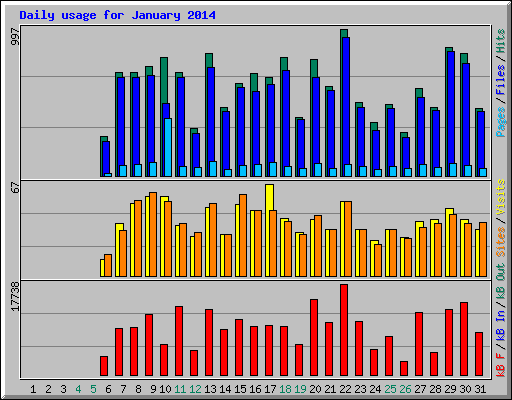 Daily usage for January 2014
997
Pages / Files / Hits
67
Sites / Visits
17738
kB F / kB In / kB Out
1 2 3 4 5 6 7 8 9 10 11 12 13 14 15 16 17 18 19 20 21 22 23 24 25 26 27 28 29 30 31